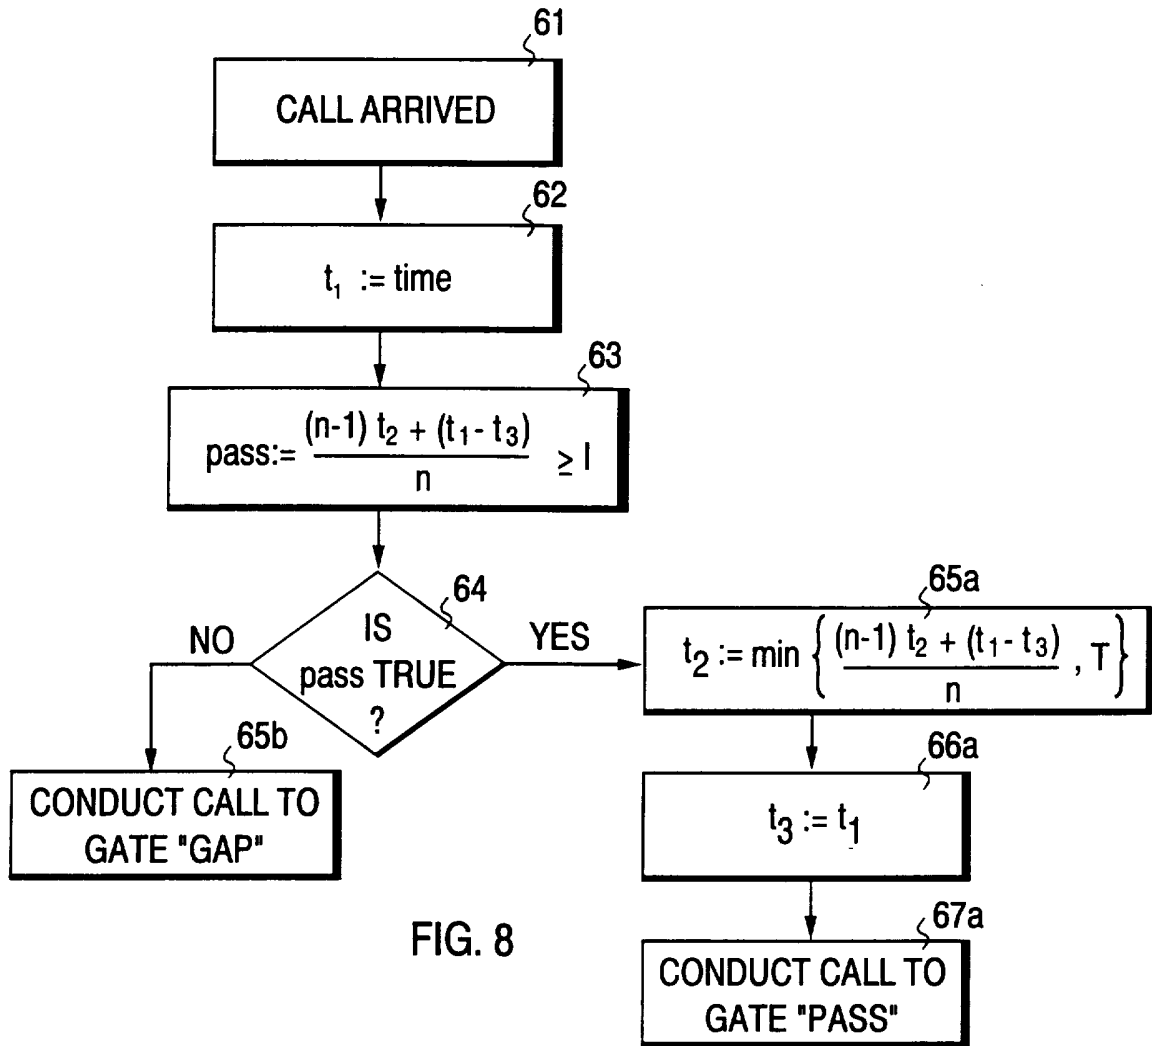 61
CALL ARRIVED
62
t₁ := time
63
pass:= (n-1) t₂ + (t₁- t₃)
n
≥ I
64
IS
pass TRUE
?
NO
YES
65b
CONDUCT CALL TO
GATE "GAP"
65a
t₂ := min { (n-1) t₂ + (t₁- t₃)
n
, T }
66a
t₃ := t₁
67a
CONDUCT CALL TO
GATE "PASS"
FIG. 8